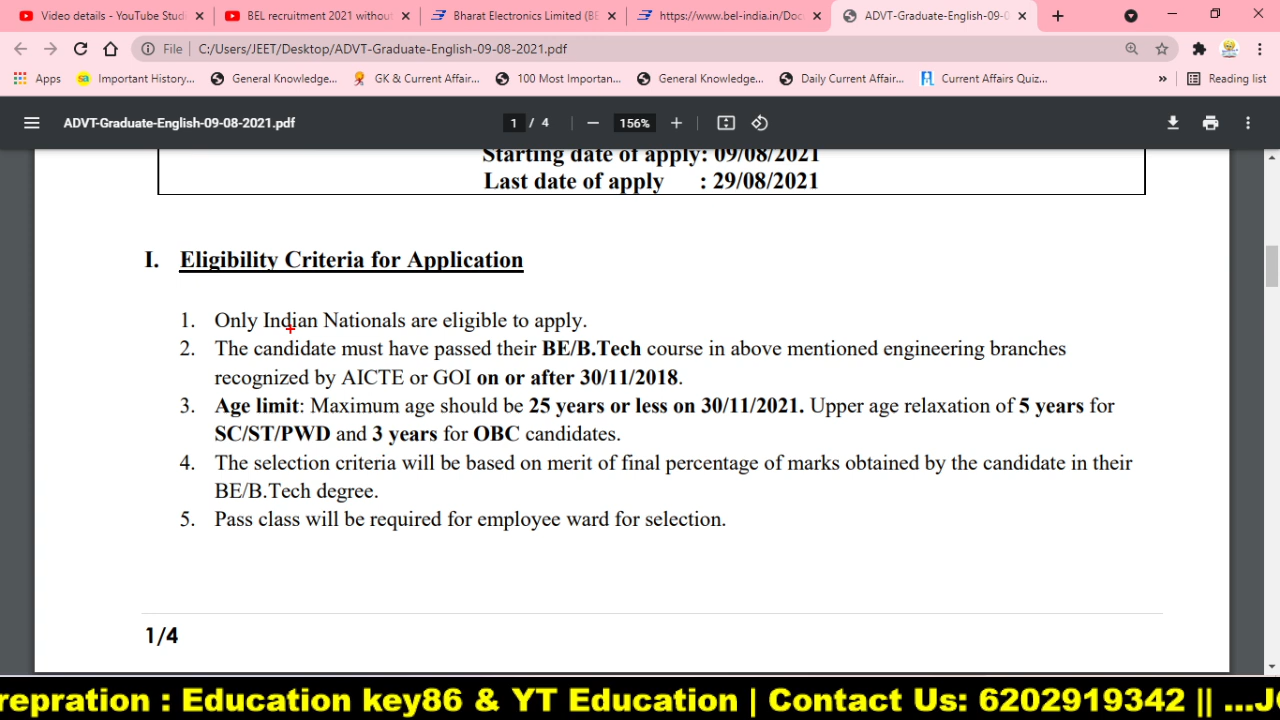 Video details - YouTube Stud
BEL recruitment 2021 withou
Bharat Electronics Limited (BE
https://www.bel-india.in/Doc
ADVT-Graduate-English-09-0
File C:/Users/JEET/Desktop/ADVT-Graduate-English-09-08-2021.pdf
Apps
Important History...
General Knowledge...
GK & Current Affair...
100 Most Importan...
General Knowledge...
Daily Current Affair...
Current Affairs Quiz...
»
Reading list
ADVT-Graduate-English-09-08-2021.pdf
1 / 4
156%
Starting date of apply: 09/08/2021
Last date of apply : 29/08/2021
I. Eligibility Criteria for Application
1. Only Indian Nationals are eligible to apply.
2. The candidate must have passed their BE/B.Tech course in above mentioned engineering branches
recognized by AICTE or GOI on or after 30/11/2018.
3. Age limit: Maximum age should be 25 years or less on 30/11/2021. Upper age relaxation of 5 years for
SC/ST/PWD and 3 years for OBC candidates.
4. The selection criteria will be based on merit of final percentage of marks obtained by the candidate in their
BE/B.Tech degree.
5. Pass class will be required for employee ward for selection.
1/4
repration : Education key86 & YT Education | Contact Us: 6202919342 || ...J